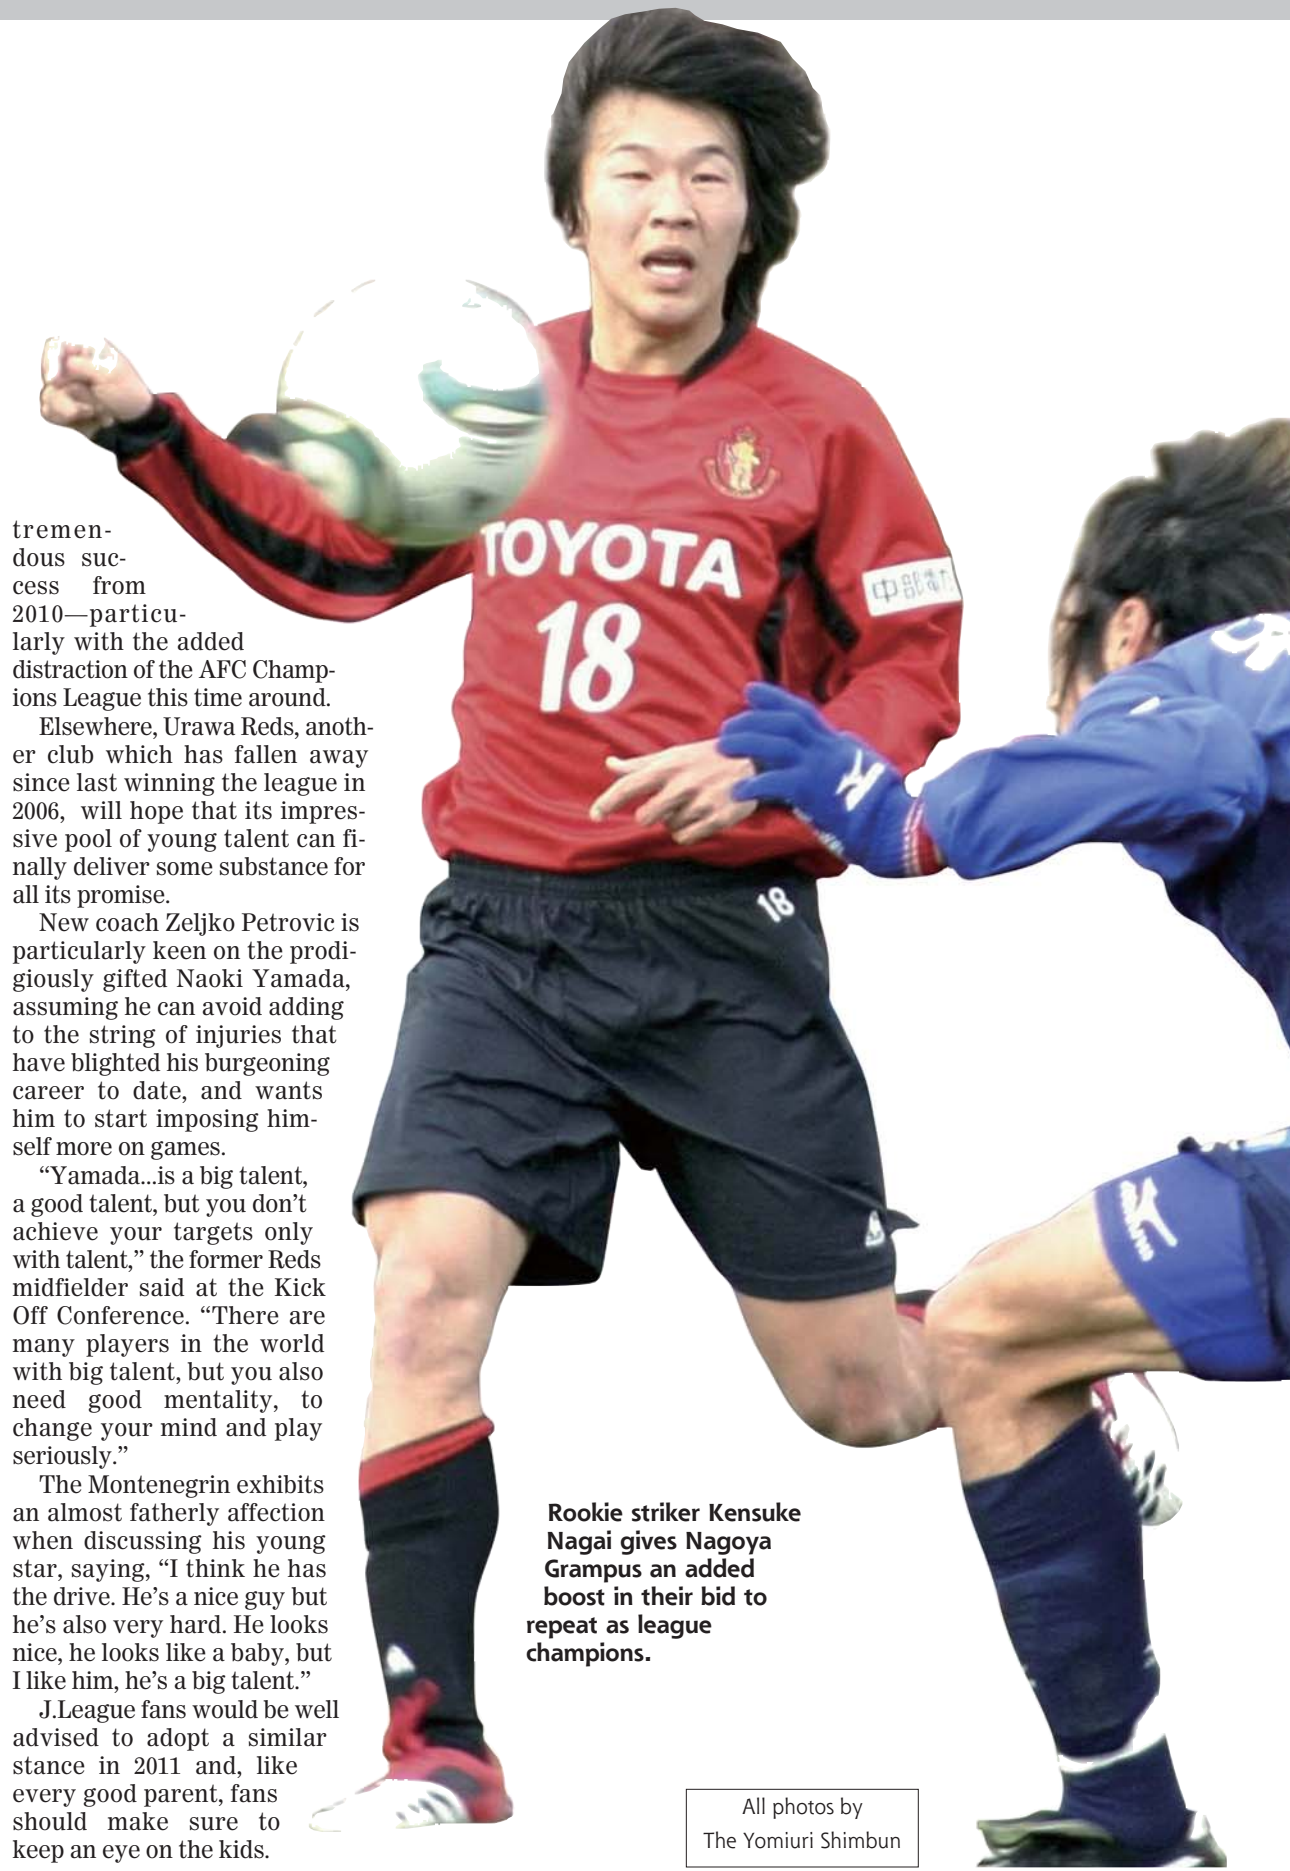 tremen-
dous suc-
cess from
2010—particu-
larly with the added
distraction of the AFC Champ-
ions League this time around.
Elsewhere, Urawa Reds, anoth-
er club which has fallen away
since last winning the league in
2006, will hope that its impres-
sive pool of young talent can fi-
nally deliver some substance for
all its promise.
New coach Zeljko Petrovic is
particularly keen on the prodi-
giously gifted Naoki Yamada,
assuming he can avoid adding
to the string of injuries that
have blighted his burgeoning
career to date, and wants
him to start imposing him-
self more on games.
“Yamada...is a big talent,
a good talent, but you don’t
achieve your targets only
with talent,” the former Reds
midfielder said at the Kick
Off Conference. “There are
many players in the world
with big talent, but you also
need good mentality, to
change your mind and play
seriously.”
The Montenegrin exhibits
an almost fatherly affection
when discussing his young
star, saying, “I think he has
the drive. He’s a nice guy but
he’s also very hard. He looks
nice, he looks like a baby, but
I like him, he’s a big talent.”
J.League fans would be well
advised to adopt a similar
stance in 2011 and, like
every good parent, fans
should make sure to
keep an eye on the kids.
TOYOTA
18
中部電力
18
Rookie striker Kensuke
Nagai gives Nagoya
Grampus an added
boost in their bid to
repeat as league
champions.
All photos by
The Yomiuri Shimbun